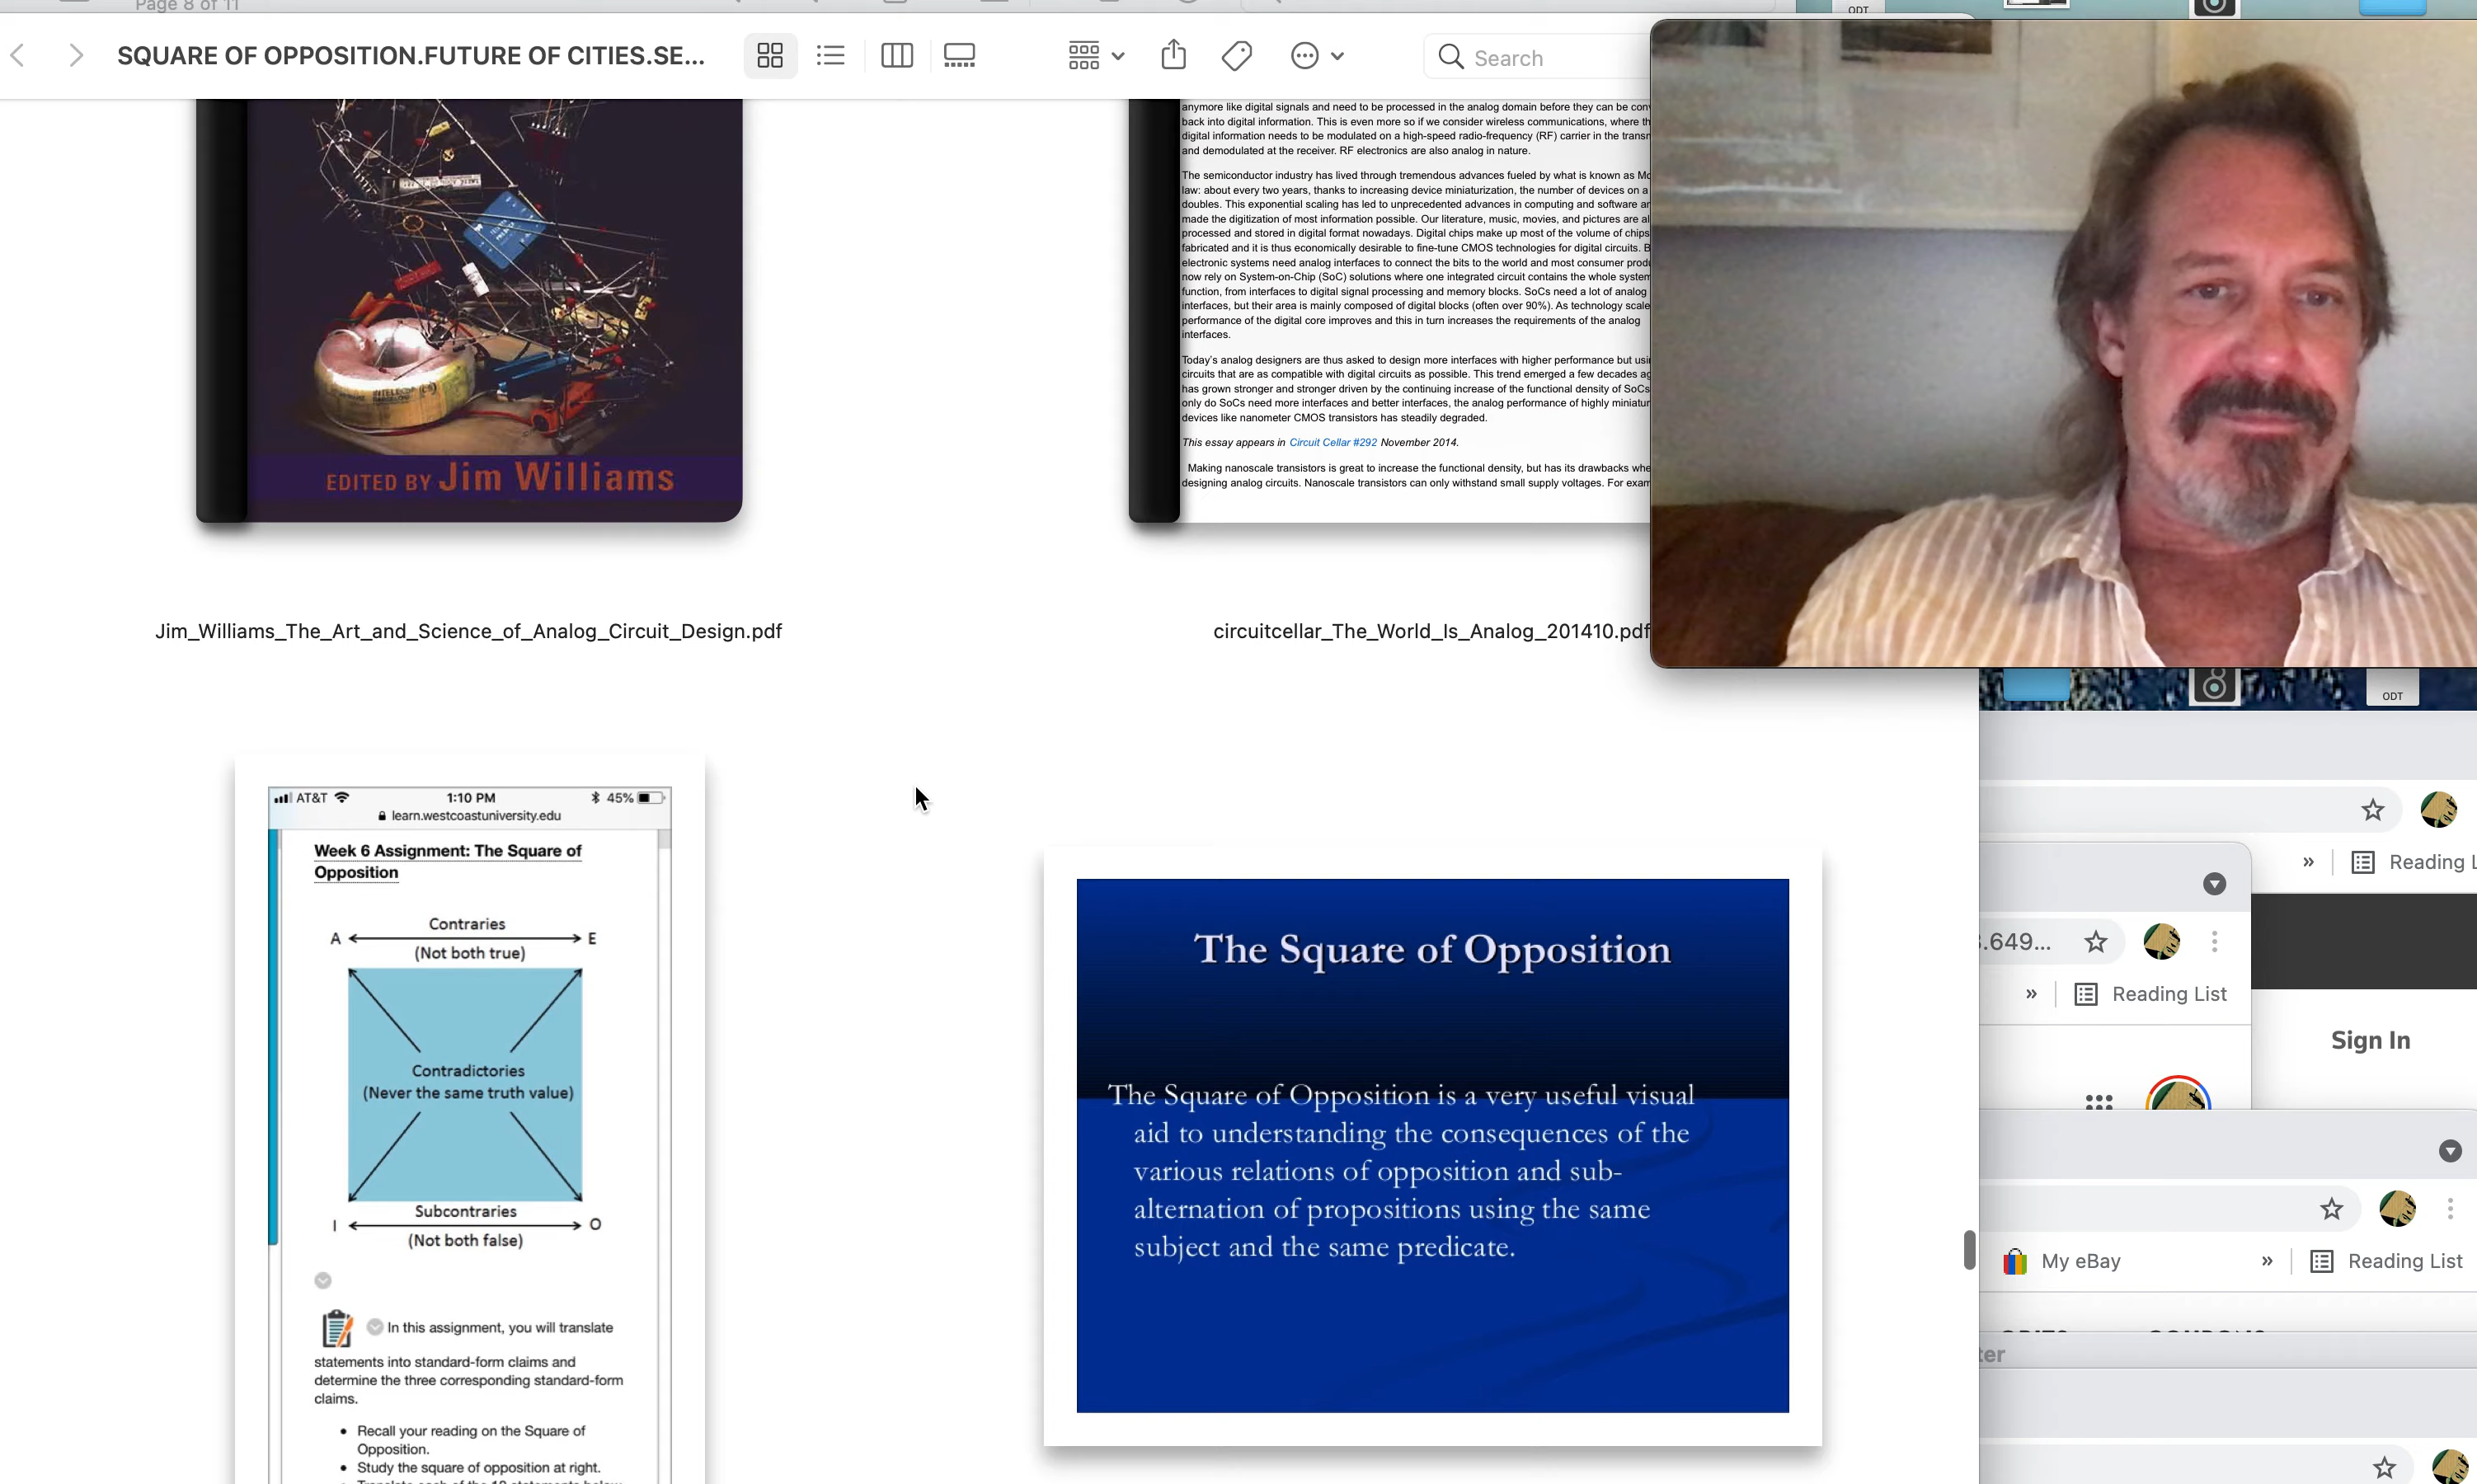 Page 8 of 11
SQUARE OF OPPOSITION.FUTURE OF CITIES.SE...
Search
ODT
EDITED BY Jim Williams
Jim_Williams_The_Art_and_Science_of_Analog_Circuit_Design.pdf
anymore like digital signals and need to be processed in the analog domain before they can be
back into digital information. This is even more so if we consider wireless communications, where
digital information needs to be modulated on a high-speed radio-frequency (RF) carrier in the
and demodulated at the receiver. RF electronics are also analog in nature.
The semiconductor industry has lived through tremendous advances fueled by what is known as
law: about every two years, thanks to increasing device miniaturization, the number of devices on a
doubles. This exponential scaling has led to unprecedented advances in computing and software
made the digitization of most information possible. Our literature, music, movies, and pictures are
processed and stored in digital format nowadays. Digital chips make up most of the volume of chips
fabricated and it is thus economically desirable to fine-tune CMOS technologies for digital circuits.
electronic systems need analog interfaces to connect the bits to the world and most consumer
now rely on System-on-Chip (SoC) solutions where one integrated circuit contains the whole system
function, from interfaces to digital signal processing and memory blocks. SoCs need a lot of analog
interfaces, but their area is mainly composed of digital blocks (often over 90%). As technology
performance of the digital core improves and this in turn increases the requirements of the analog
interfaces.
Today's analog designers are thus asked to design more interfaces with higher performance but
circuits that are as compatible with digital circuits as possible. This trend emerged a few decades
has grown stronger and stronger driven by the continuing increase of the functional density of SoCs
only do SoCs need more interfaces and better interfaces, the analog performance of highly
devices like nanometer CMOS transistors has steadily degraded.
This essay appears in Circuit Cellar #292 November 2014.
Making nanoscale transistors is great to increase the functional density, but has its drawbacks
designing analog circuits. Nanoscale transistors can only withstand small supply voltages. For
circuitcellar_The_World_Is_Analog_201410.pdf
ODT
AT&T 1:10 PM 45%
learn.westcoastuniversity.edu
Week 6 Assignment: The Square of
Opposition
Contraries
A E
(Not both true)
Contradictories
(Never the same truth value)
Subcontraries
I O
(Not both false)
In this assignment, you will translate
statements into standard-form claims and
determine the three corresponding standard-form
claims.
• Recall your reading on the Square of
Opposition.
• Study the square of opposition at right.
The Square of Opposition
The Square of Opposition is a very useful visual
aid to understanding the consequences of the
various relations of opposition and sub-
alternation of propositions using the same
subject and the same predicate.
» Reading L
.649...
» Reading List
Sign In
My eBay » Reading List
ter